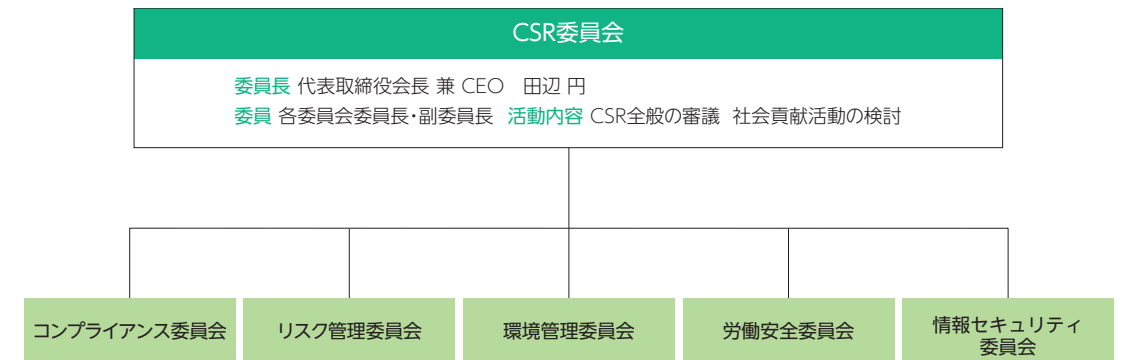 CSR委員会
委員長 代表取締役会長 兼 CEO 田辺 円
委員 各委員会委員長・副委員長 活動内容 CSR全般の審議 社会貢献活動の検討
コンプライアンス委員会
リスク管理委員会
環境管理委員会
労働安全委員会
情報セキュリティ
委員会